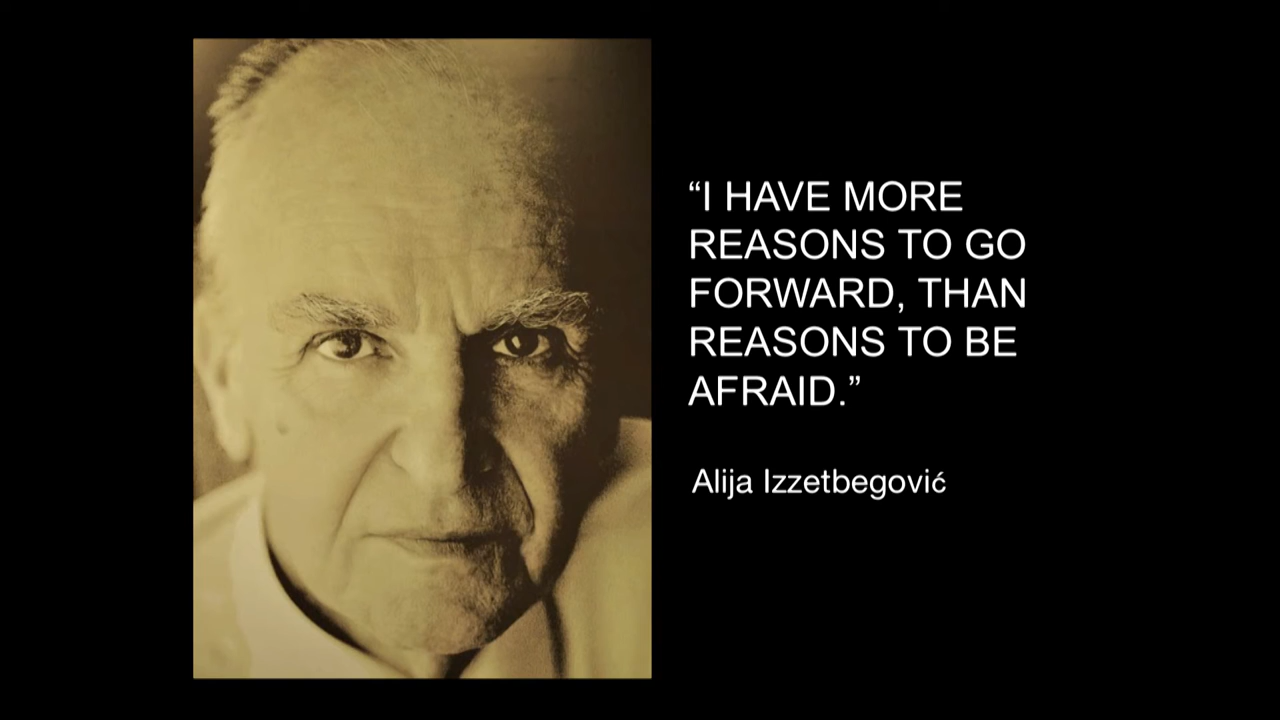 “I HAVE MORE
REASONS TO GO
FORWARD, THAN
REASONS TO BE
AFRAID.”
Alija Izzetbegović